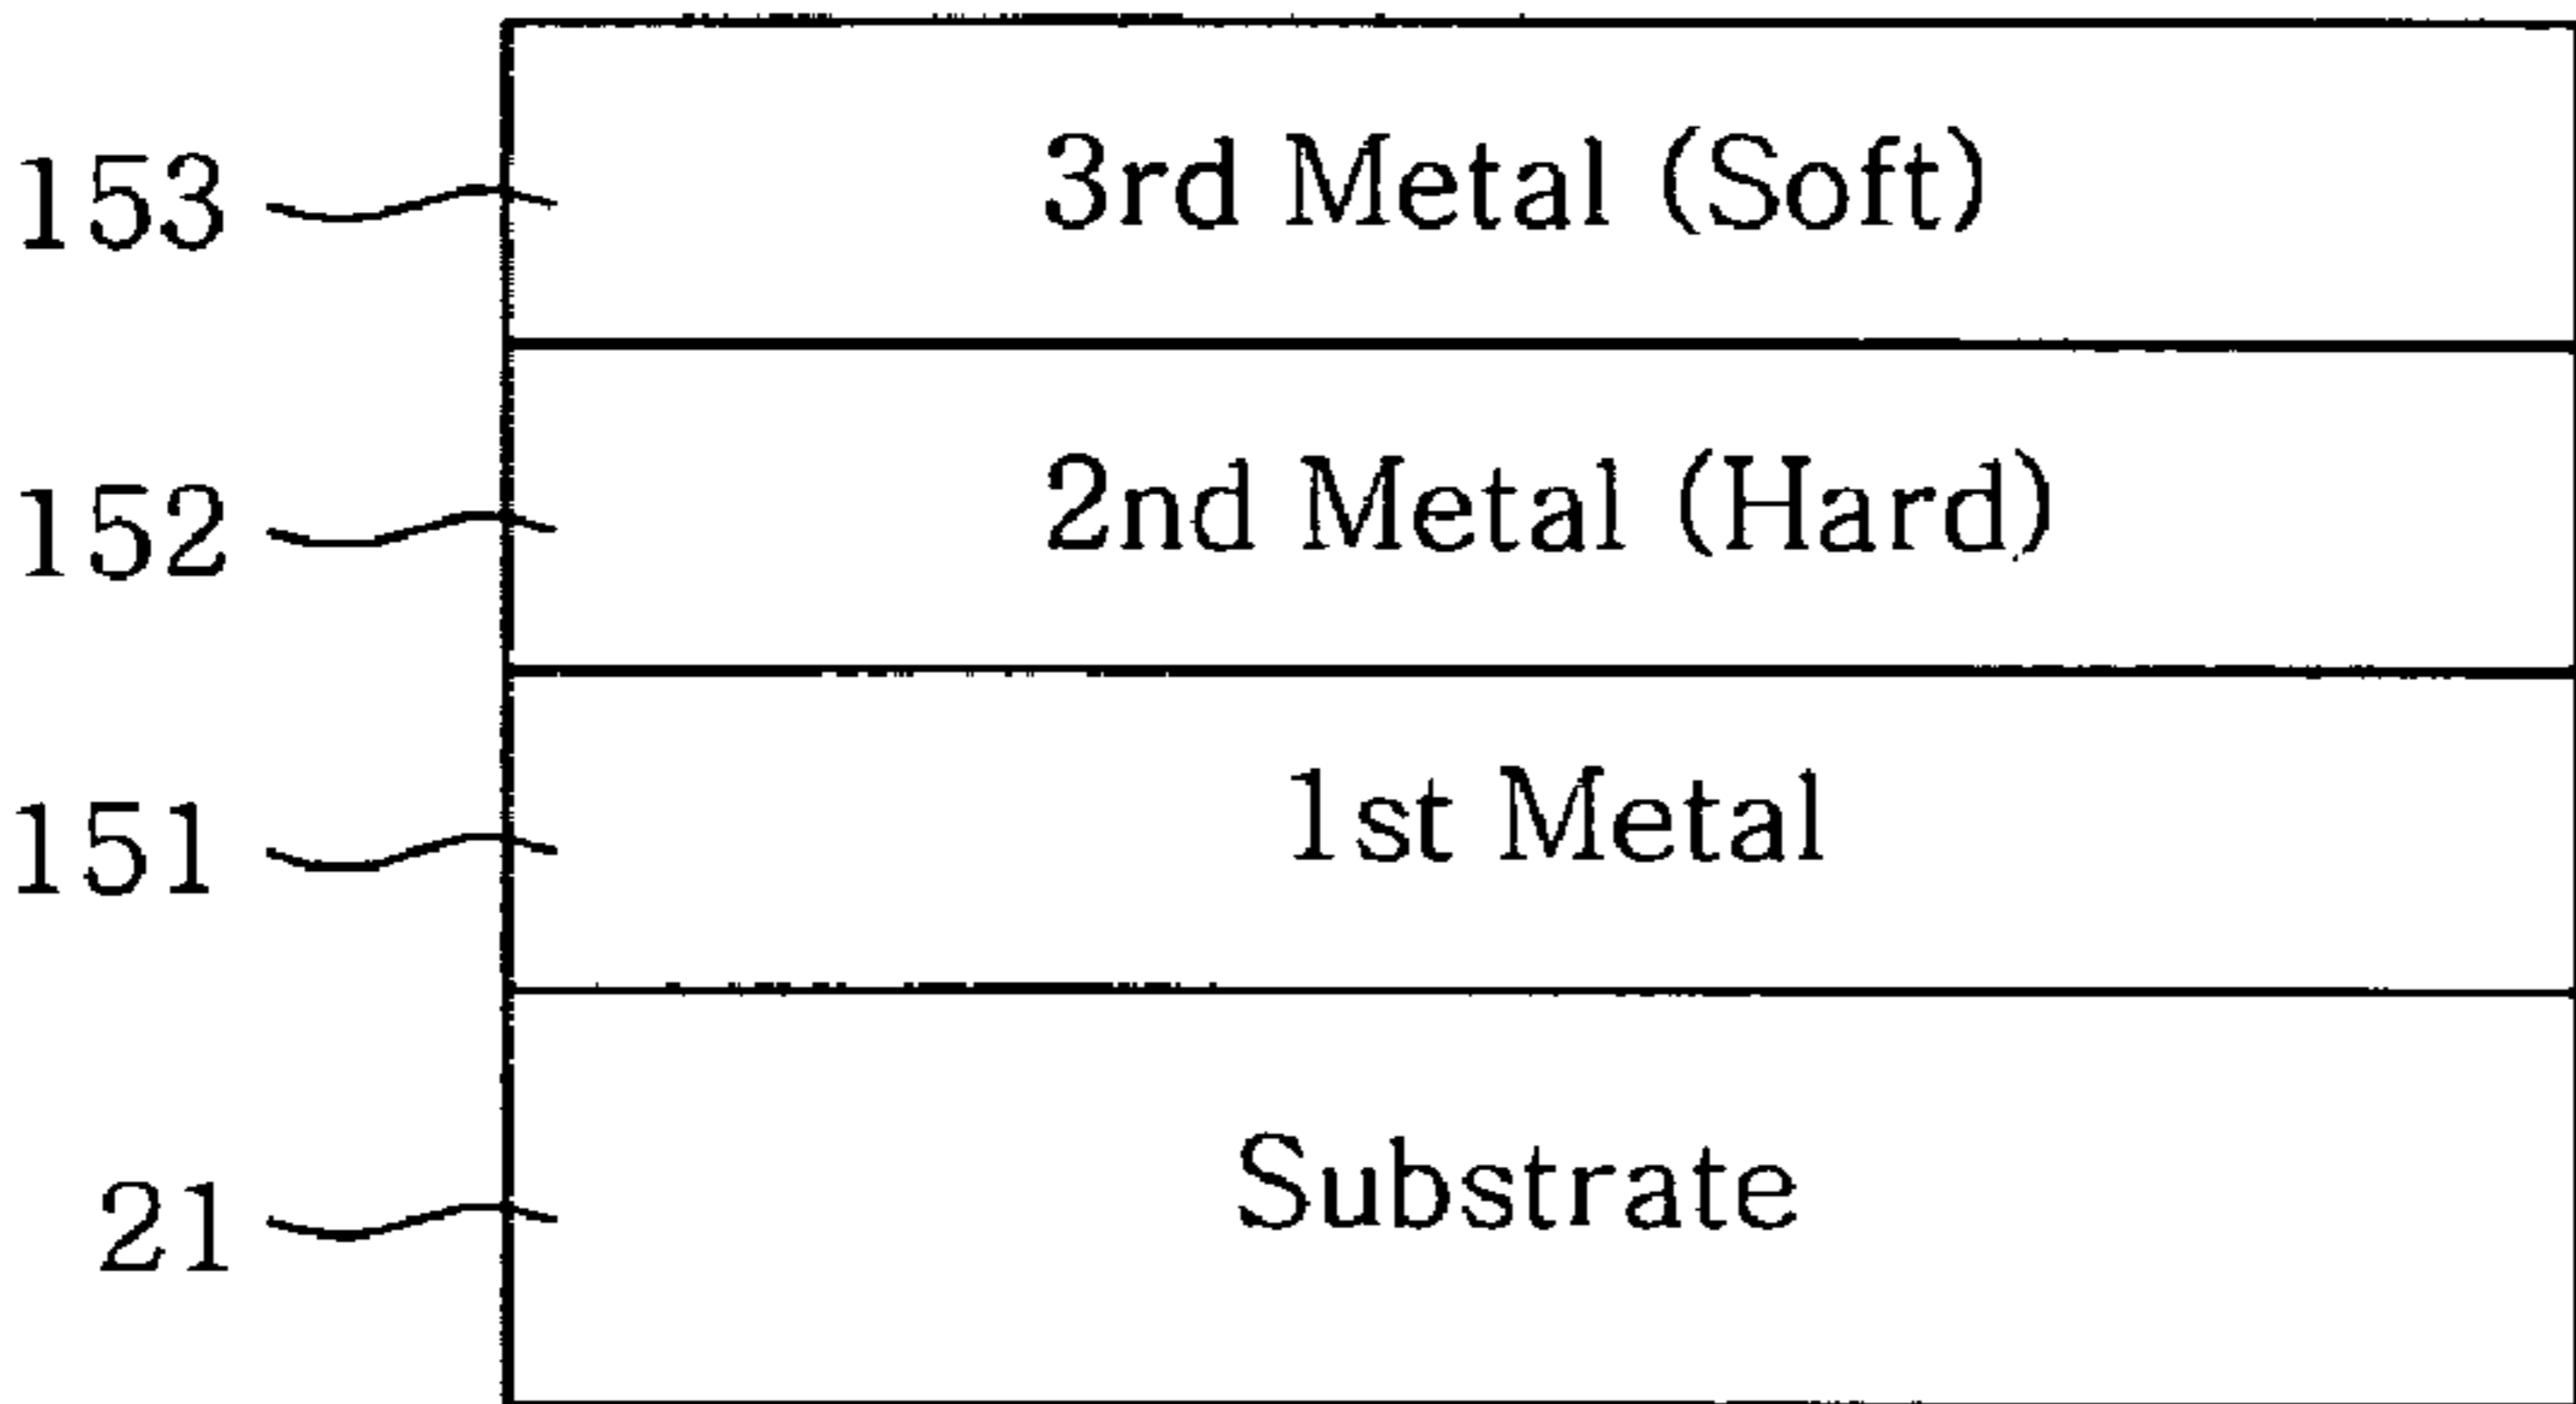 153 3rd Metal (Soft)
152 2nd Metal (Hard)
151 1st Metal
21 Substrate